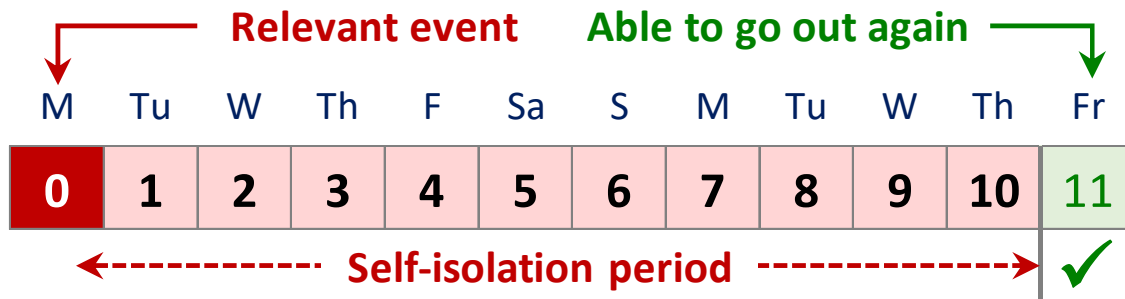 Relevant event Able to go out again
M Tu W Th F Sa S M Tu W Th Fr
0 1 2 3 4 5 6 7 8 9 10 11
Self-isolation period